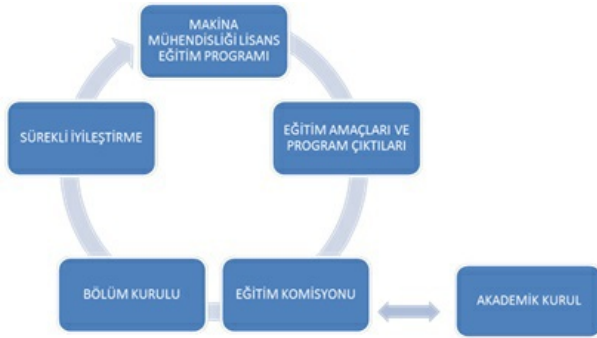 MAKİNA
MÜHENDİSLİĞİ LİSANS
EĞİTİM PROGRAMI
SÜREKLİ İYİLEŞTİRME
EĞİTİM AMAÇLARI VE
PROGRAM ÇIKTILARI
BÖLÜM KURULU
EĞİTİM KOMİSYONU
AKADEMİK KURUL